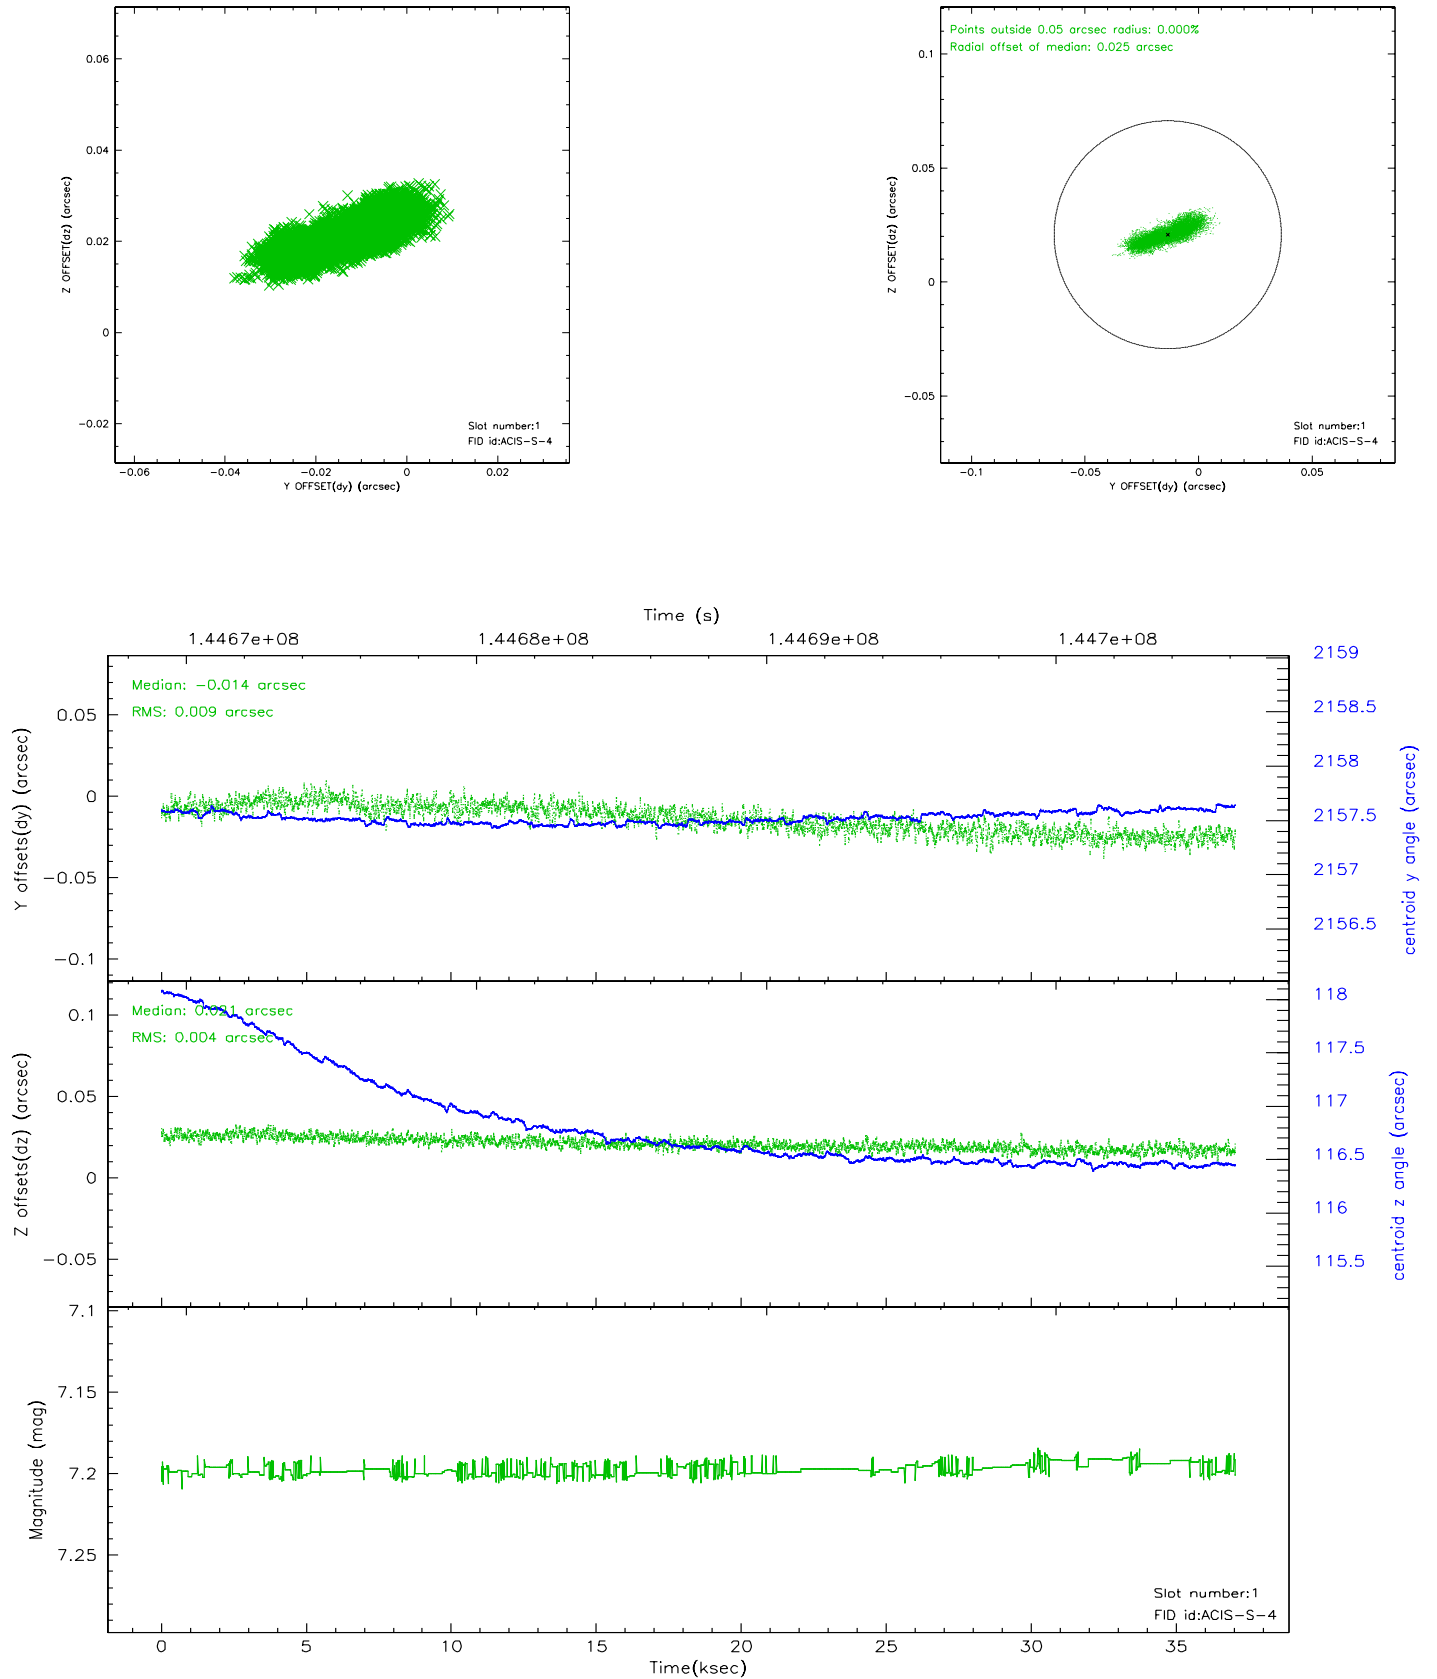 0.06
0.04
0.02
0
-0.02
Z OFFSET(dz) (arcsec)
Slot number:1
FID id:ACIS-S-4
-0.06
-0.04
-0.02
0
0.02
Y OFFSET(dy) (arcsec)
Points outside 0.05 arcsec radius: 0.000%
Radial offset of median: 0.025 arcsec
0.1
0.05
0
-0.05
Z OFFSET(dz) (arcsec)
Slot number:1
FID id:ACIS-S-4
-0.1
-0.05
0
0.05
Y OFFSET(dy) (arcsec)
Time (s)
1.4467e+08
1.4468e+08
1.4469e+08
1.447e+08
Median: -0.014 arcsec
RMS: 0.009 arcsec
0.05
0
-0.05
-0.1
Y offsets(dy) (arcsec)
2159
2158.5
2158
2157.5
2157
2156.5
centroid y angle (arcsec)
Median: 0.021 arcsec
RMS: 0.004 arcsec
0.1
0.05
0
-0.05
Z offsets(dz) (arcsec)
118
117.5
117
116.5
116
115.5
centroid z angle (arcsec)
7.1
7.15
7.2
7.25
Magnitude (mag)
Slot number:1
FID id:ACIS-S-4
0
5
10
15
20
25
30
35
Time(ksec)